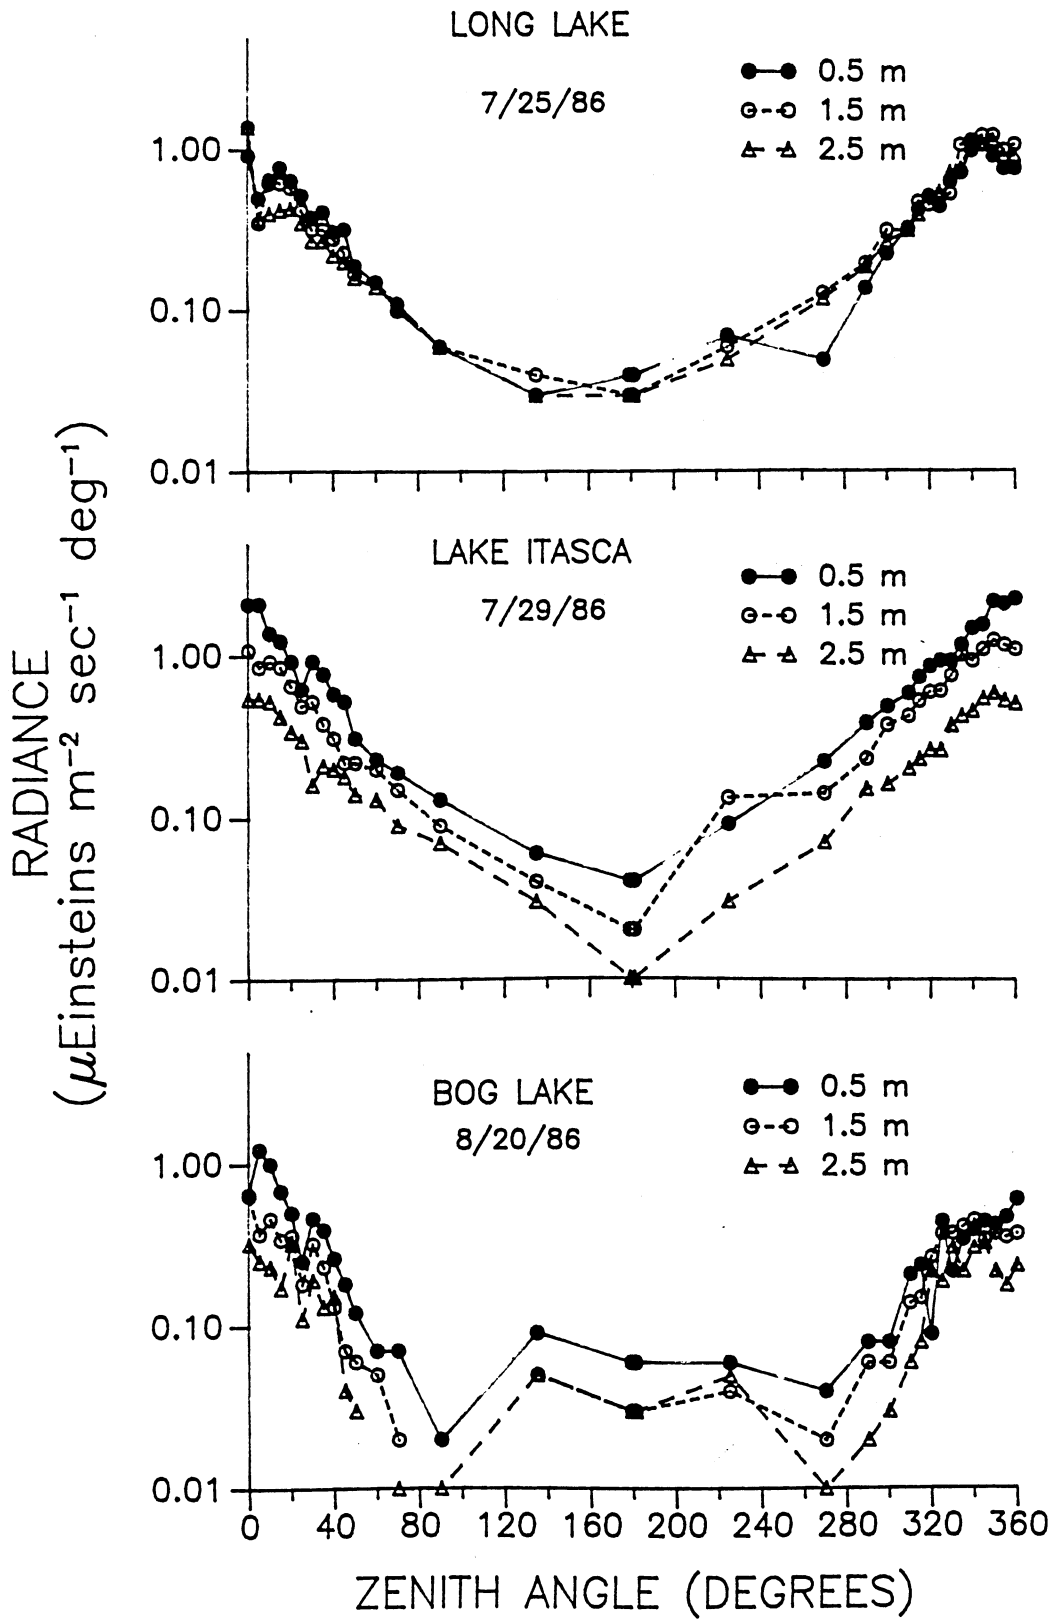 LONG LAKE
7/25/86
0.5 m
1.5 m
2.5 m
1.00
0.10
0.01
LAKE ITASCA
7/29/86
0.5 m
1.5 m
2.5 m
1.00
0.10
0.01
RADIANCE
(μEinsteins m⁻² sec⁻¹ deg⁻¹)
BOG LAKE
8/20/86
0.5 m
1.5 m
2.5 m
1.00
0.10
0.01
0 40 80 120 160 200 240 280 320 360
ZENITH ANGLE (DEGREES)